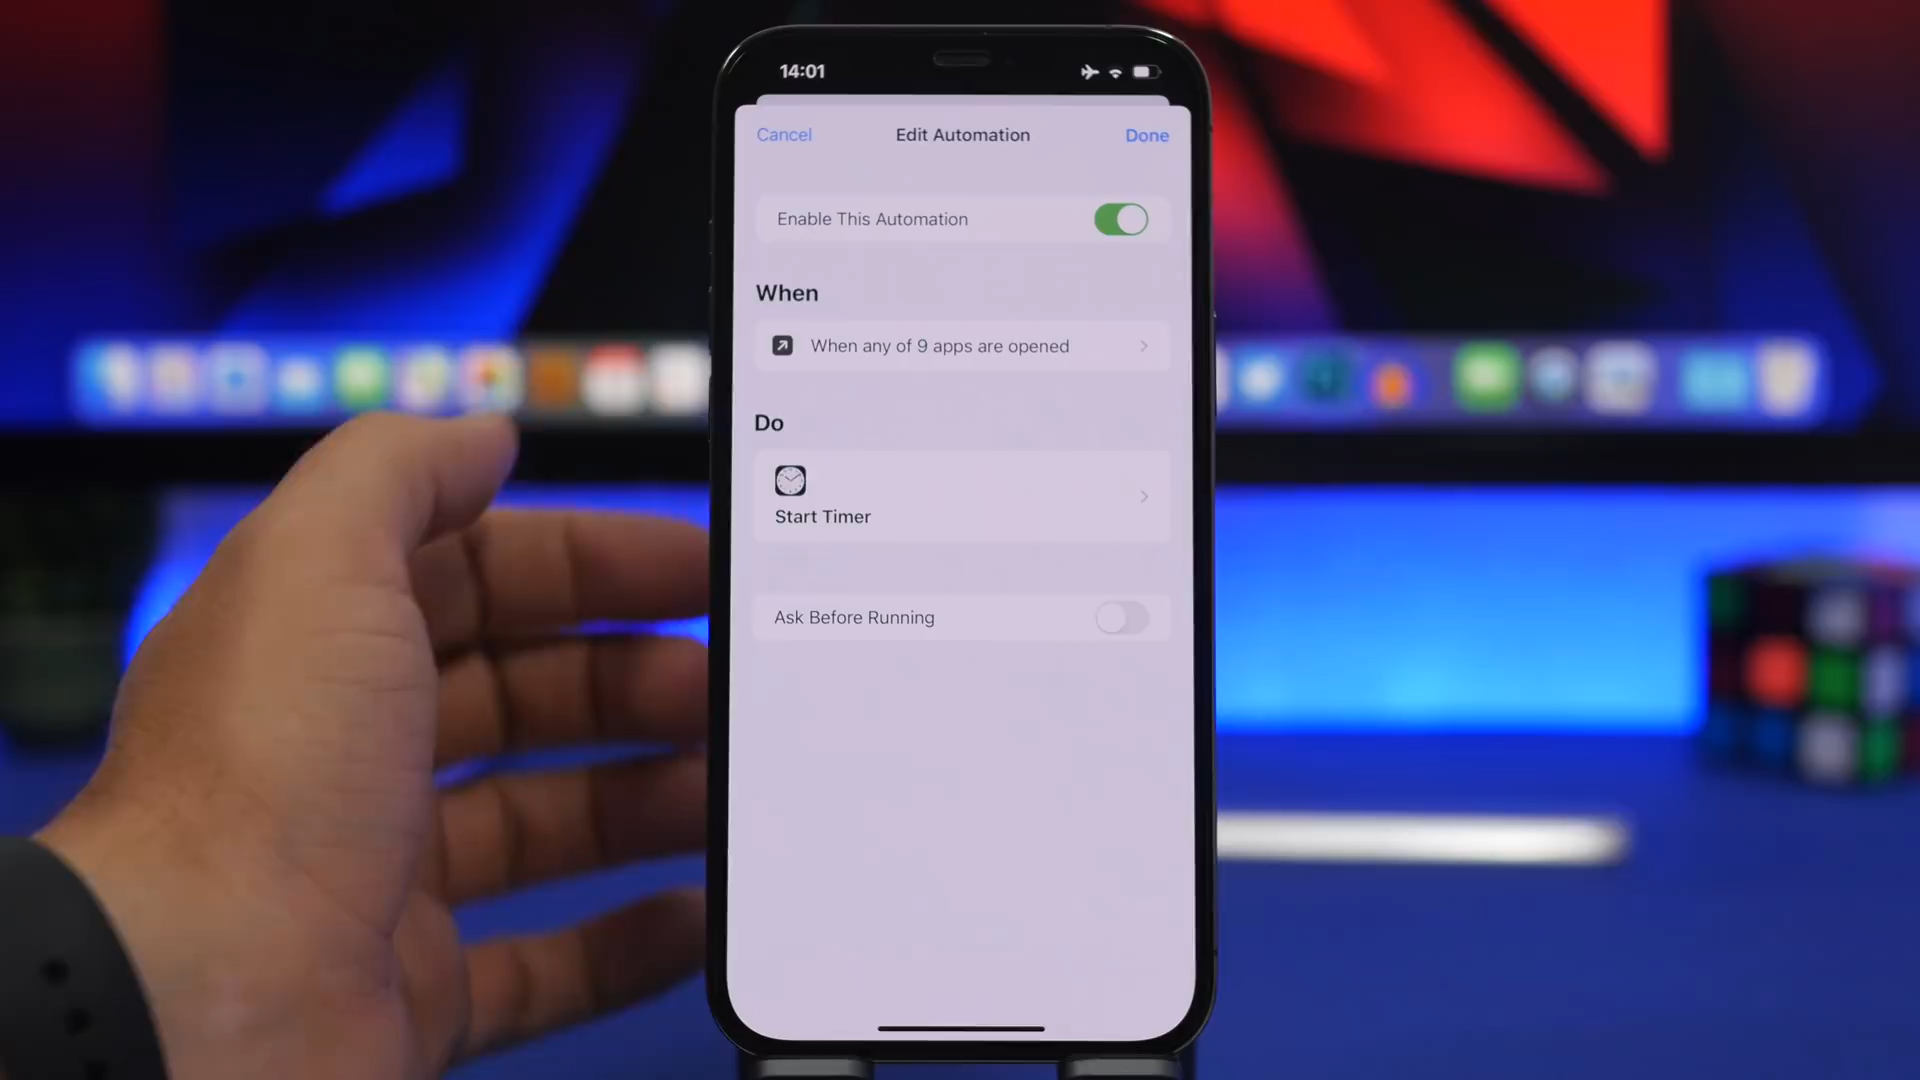 14:01
Cancel
Edit Automation
Done
Enable This Automation
When
When any of 9 apps are opened
Do
Start Timer
Ask Before Running